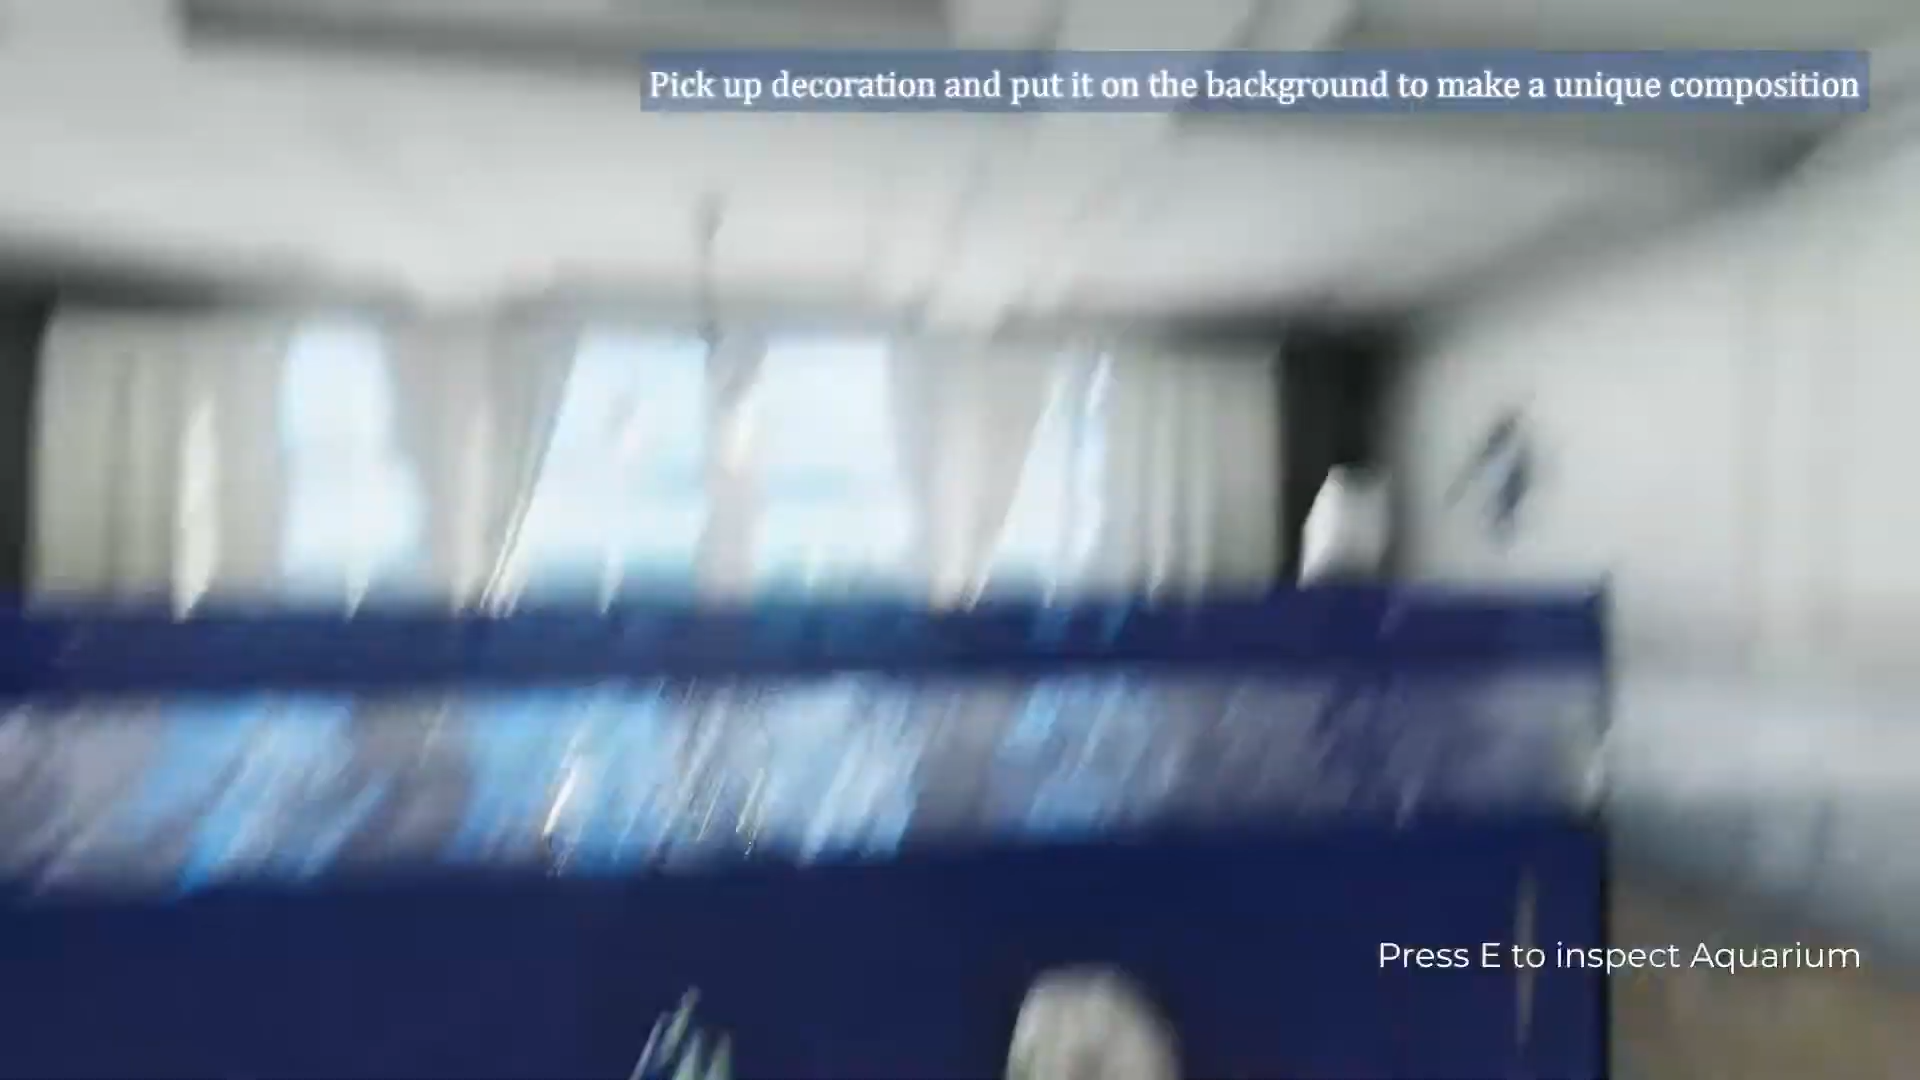 Pick up decoration and put it on the background to make a unique composition
Press E to inspect Aquarium